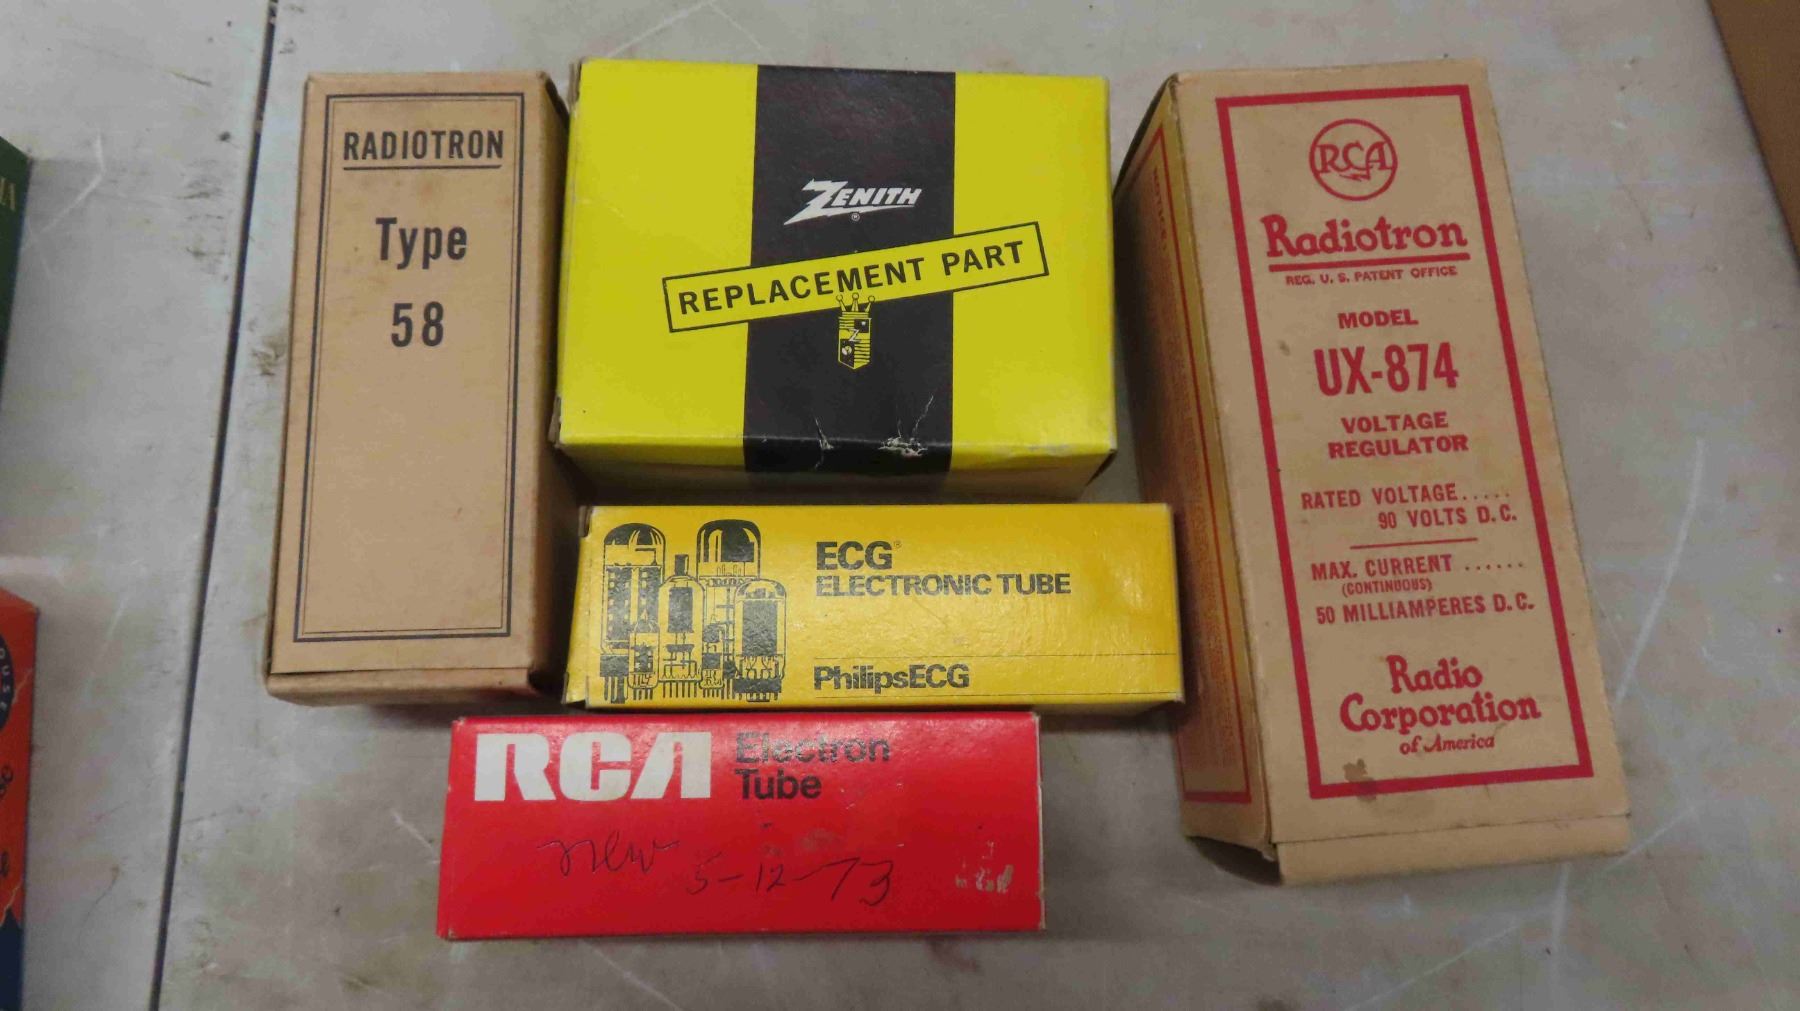 RADIOTRON
Type
58
ZENITH
®
REPLACEMENT PART
RCA
Radiotron
REG. U. S. PATENT OFFICE
MODEL
UX-874
VOLTAGE
REGULATOR
RATED VOLTAGE.....
90 VOLTS D.C.
MAX. CURRENT ......
(CONTINUOUS)
50 MILLIAMPERES D.C.
Radio
Corporation
of America
ECG®
ELECTRONIC TUBE
PhilipsECG
RCA Electron
Tube
new 5-12-73